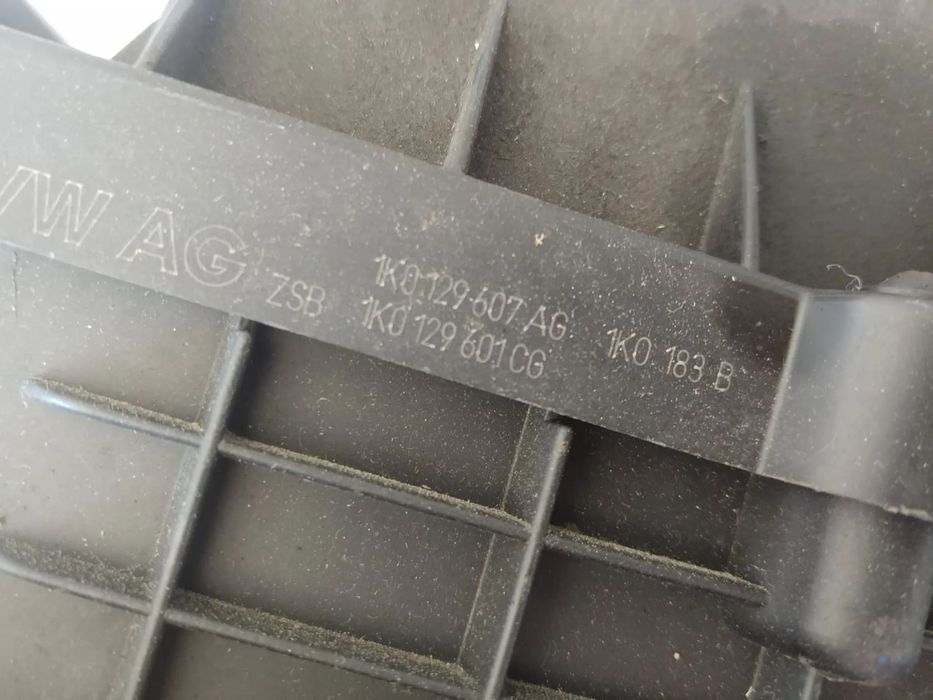 VW AG
1K0 129 607 AG
ZSB 1K0 129 601 CG
1K0 183 B